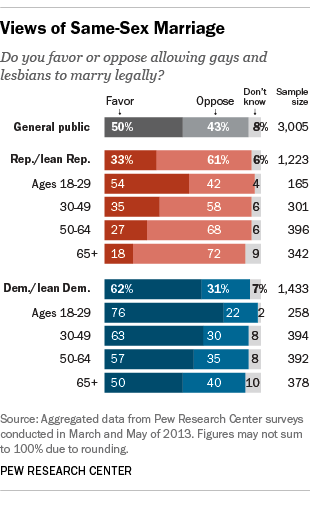 Views of Same-Sex Marriage
Do you favor or oppose allowing gays and
lesbians to marry legally?
Favor Oppose Don't know Sample size
General public 50% 43% 8% 3,005
Rep./lean Rep. 33% 61% 6% 1,223
Ages 18-29 54 42 4 165
30-49 35 58 6 301
50-64 27 68 6 396
65+ 18 72 9 342
Dem./lean Dem. 62% 31% 7% 1,433
Ages 18-29 76 22 2 258
30-49 63 30 8 394
50-64 57 35 8 392
65+ 50 40 10 378
Source: Aggregated data from Pew Research Center surveys
conducted in March and May of 2013. Figures may not sum
to 100% due to rounding.
PEW RESEARCH CENTER